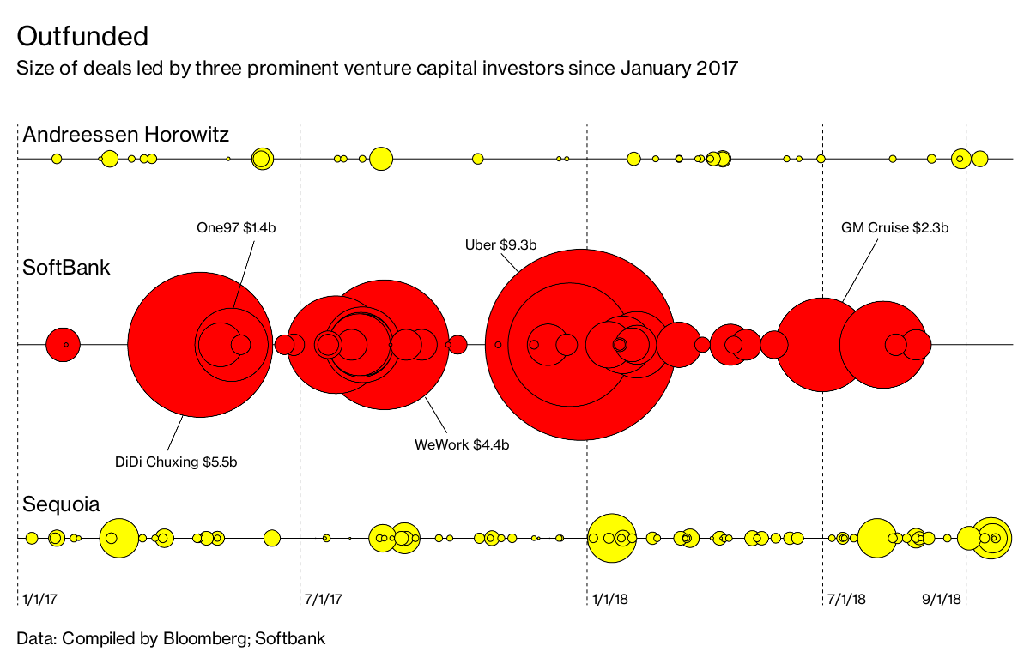 Outfunded
Size of deals led by three prominent venture capital investors since January 2017
Andreessen Horowitz
One97 $1.4b
Uber $9.3b
GM Cruise $2.3b
SoftBank
WeWork $4.4b
DiDi Chuxing $5.5b
Sequoia
1/1/17
7/1/17
1/1/18
7/1/18
9/1/18
Data: Compiled by Bloomberg; Softbank